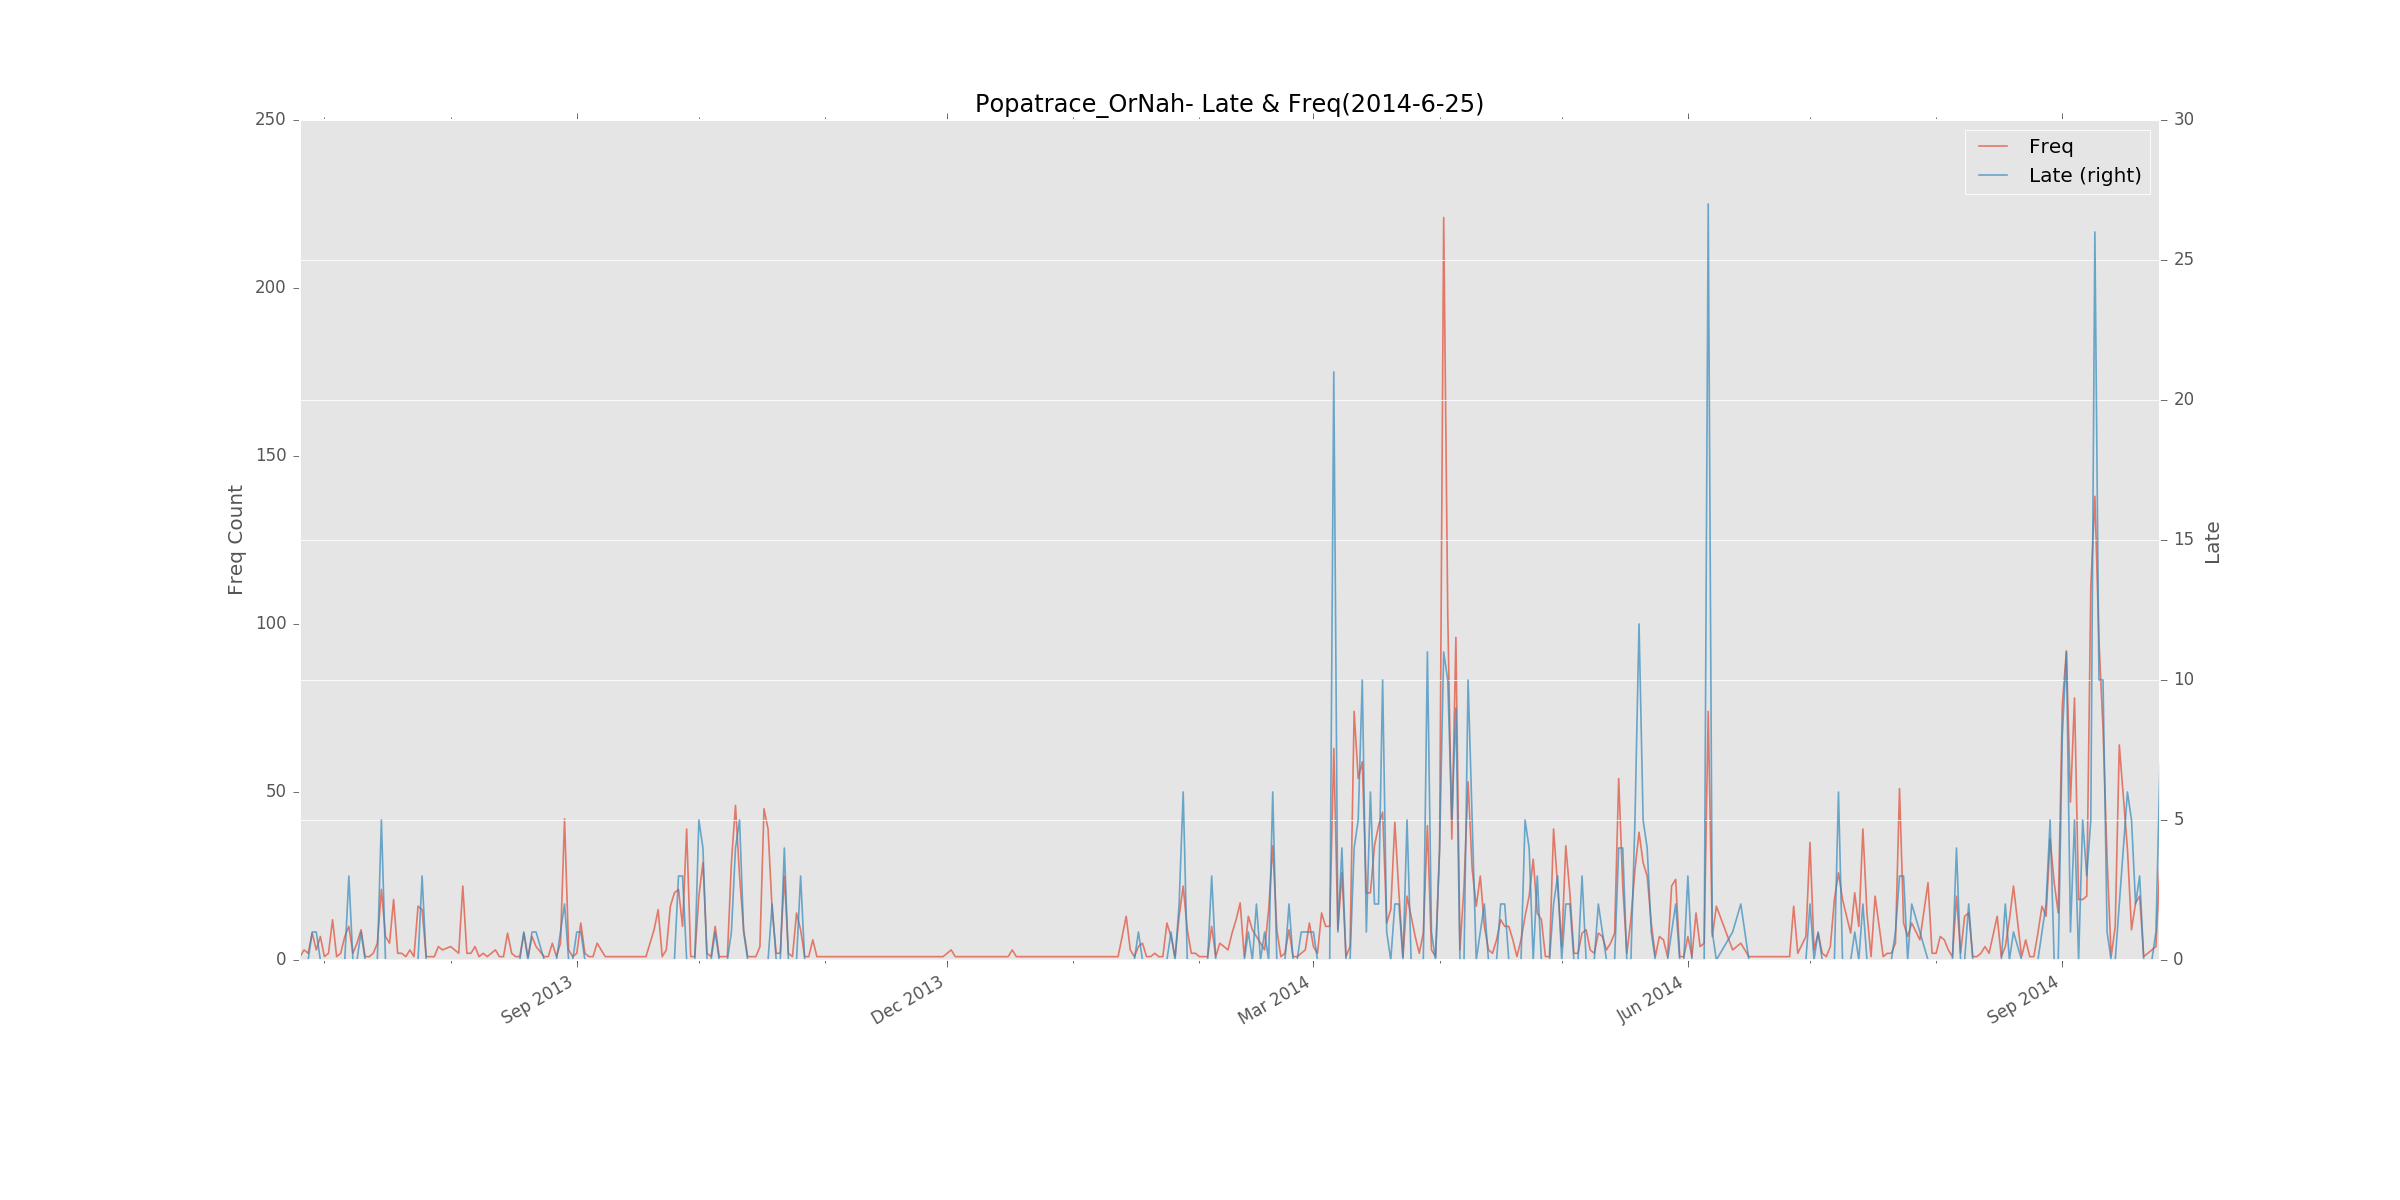 Popatrace_OrNah- Late & Freq(2014-6-25)
Freq
Late (right)
250
200
150
100
50
0
Freq Count
30
25
20
15
10
5
0
Late
Sep 2013
Dec 2013
Mar 2014
Jun 2014
Sep 2014